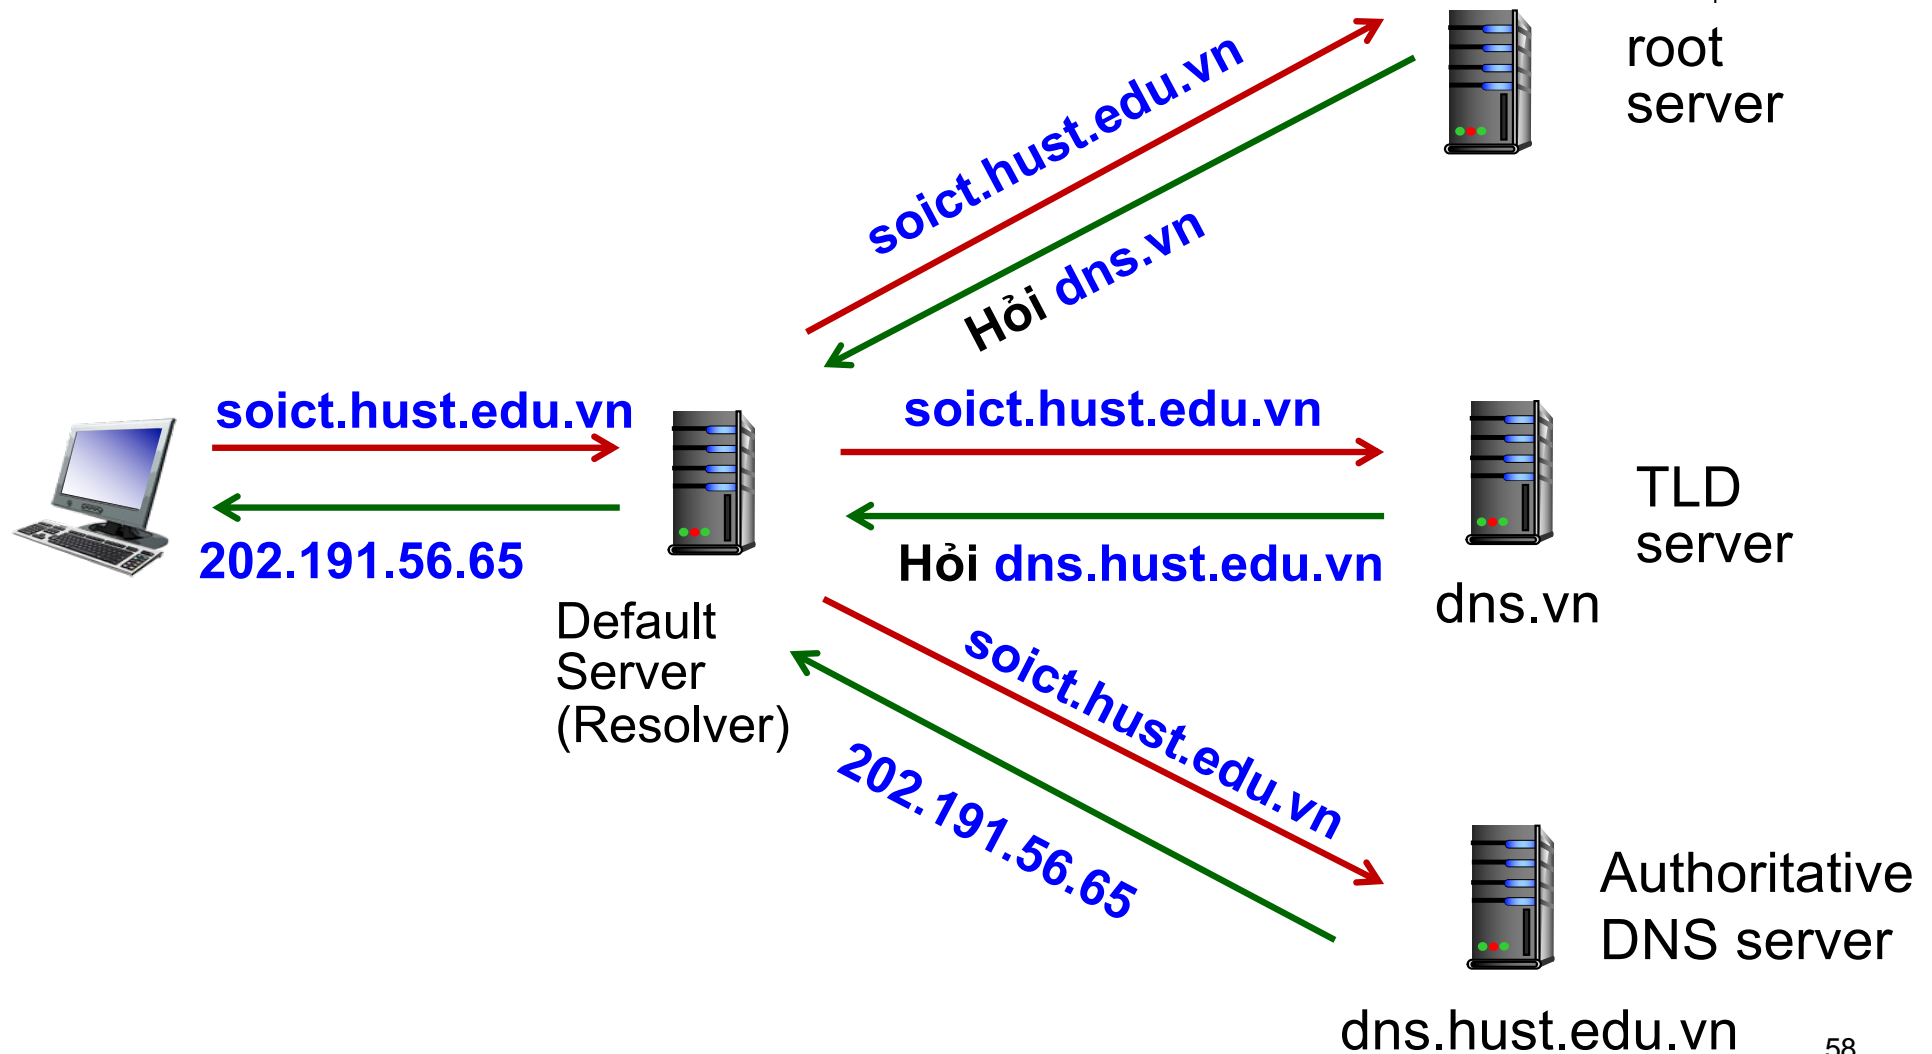 root
server
soict.hust.edu.vn
Hỏi dns.vn
soict.hust.edu.vn
202.191.56.65
Default
Server
(Resolver)
soict.hust.edu.vn
Hỏi dns.hust.edu.vn
TLD
server
dns.vn
soict.hust.edu.vn
202.191.56.65
Authoritative
DNS server
dns.hust.edu.vn
58